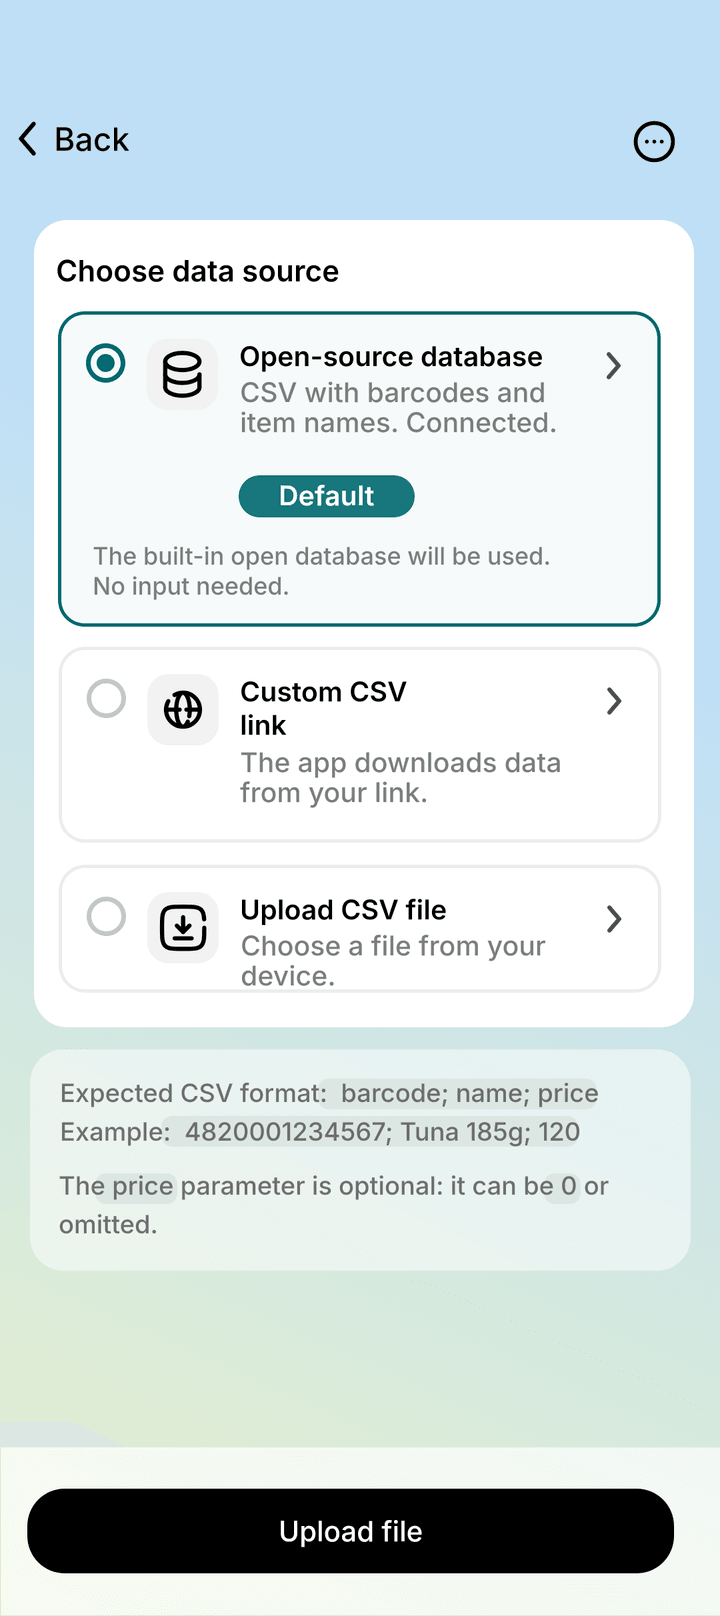 Back
Choose data source
Open-source database
CSV with barcodes and
item names. Connected.
Default
The built-in open database will be used.
No input needed.
Custom CSV
link
The app downloads data
from your link.
Upload CSV file
Choose a file from your
device.
Expected CSV format: barcode; name; price
Example: 4820001234567; Tuna 185g; 120
The price parameter is optional: it can be 0 or
omitted.
Upload file